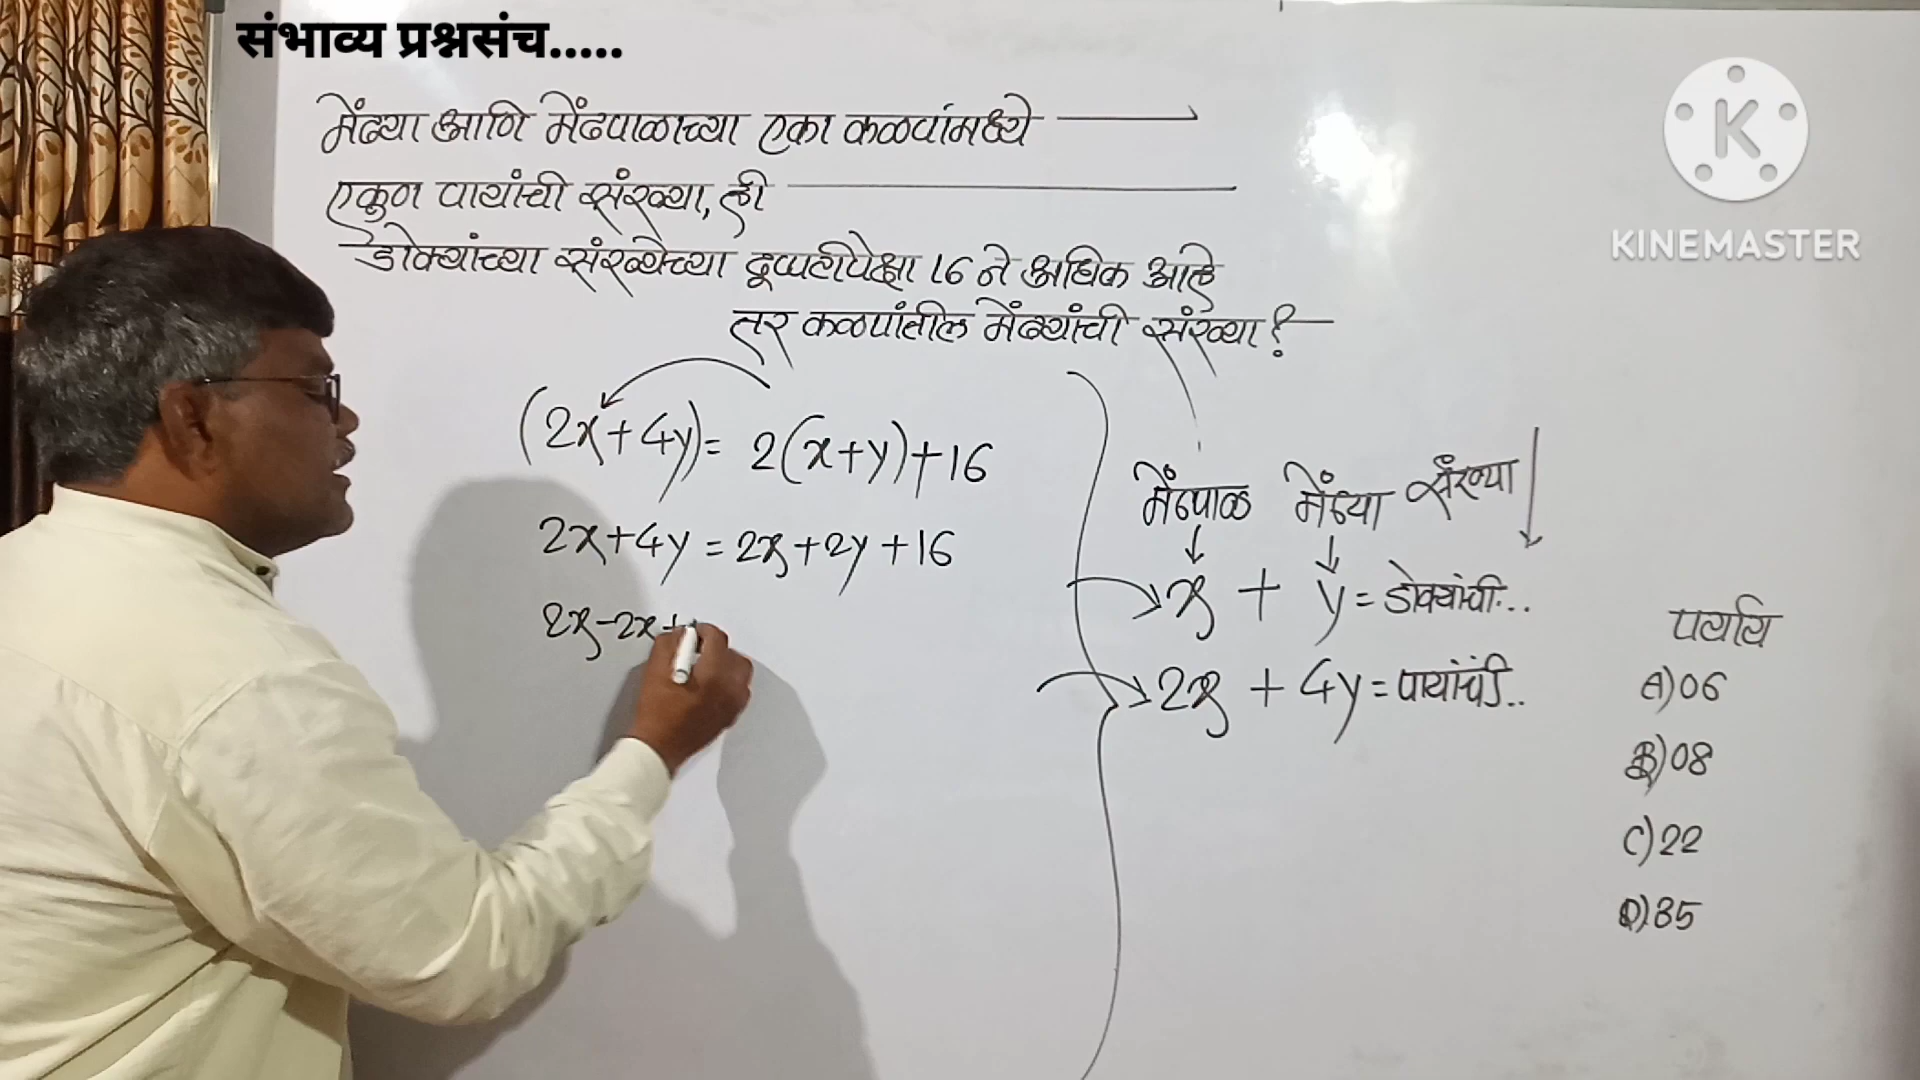 संभाव्य प्रश्नसंच.....
KINEMASTER
मेंढ्या आणि मेंढपाळाच्या एका कळपांमध्ये
एकुण पायांची संख्या, ही
डोक्यांच्या संख्येच्या दूप्पटीपेक्षा 16 ने अधिक आहे
तर कळपांतील मेंढ्यांची संख्या?
(2x+4y)= 2(x+y)+16
2x+4y = 2x+2y+16
2x-2x+
मेंढपाळ मेंढ्या संख्या
x + y = डोक्यांची...
2x + 4y = पायांची..
पर्याय
A) 06
B) 08
C) 22
D) 35